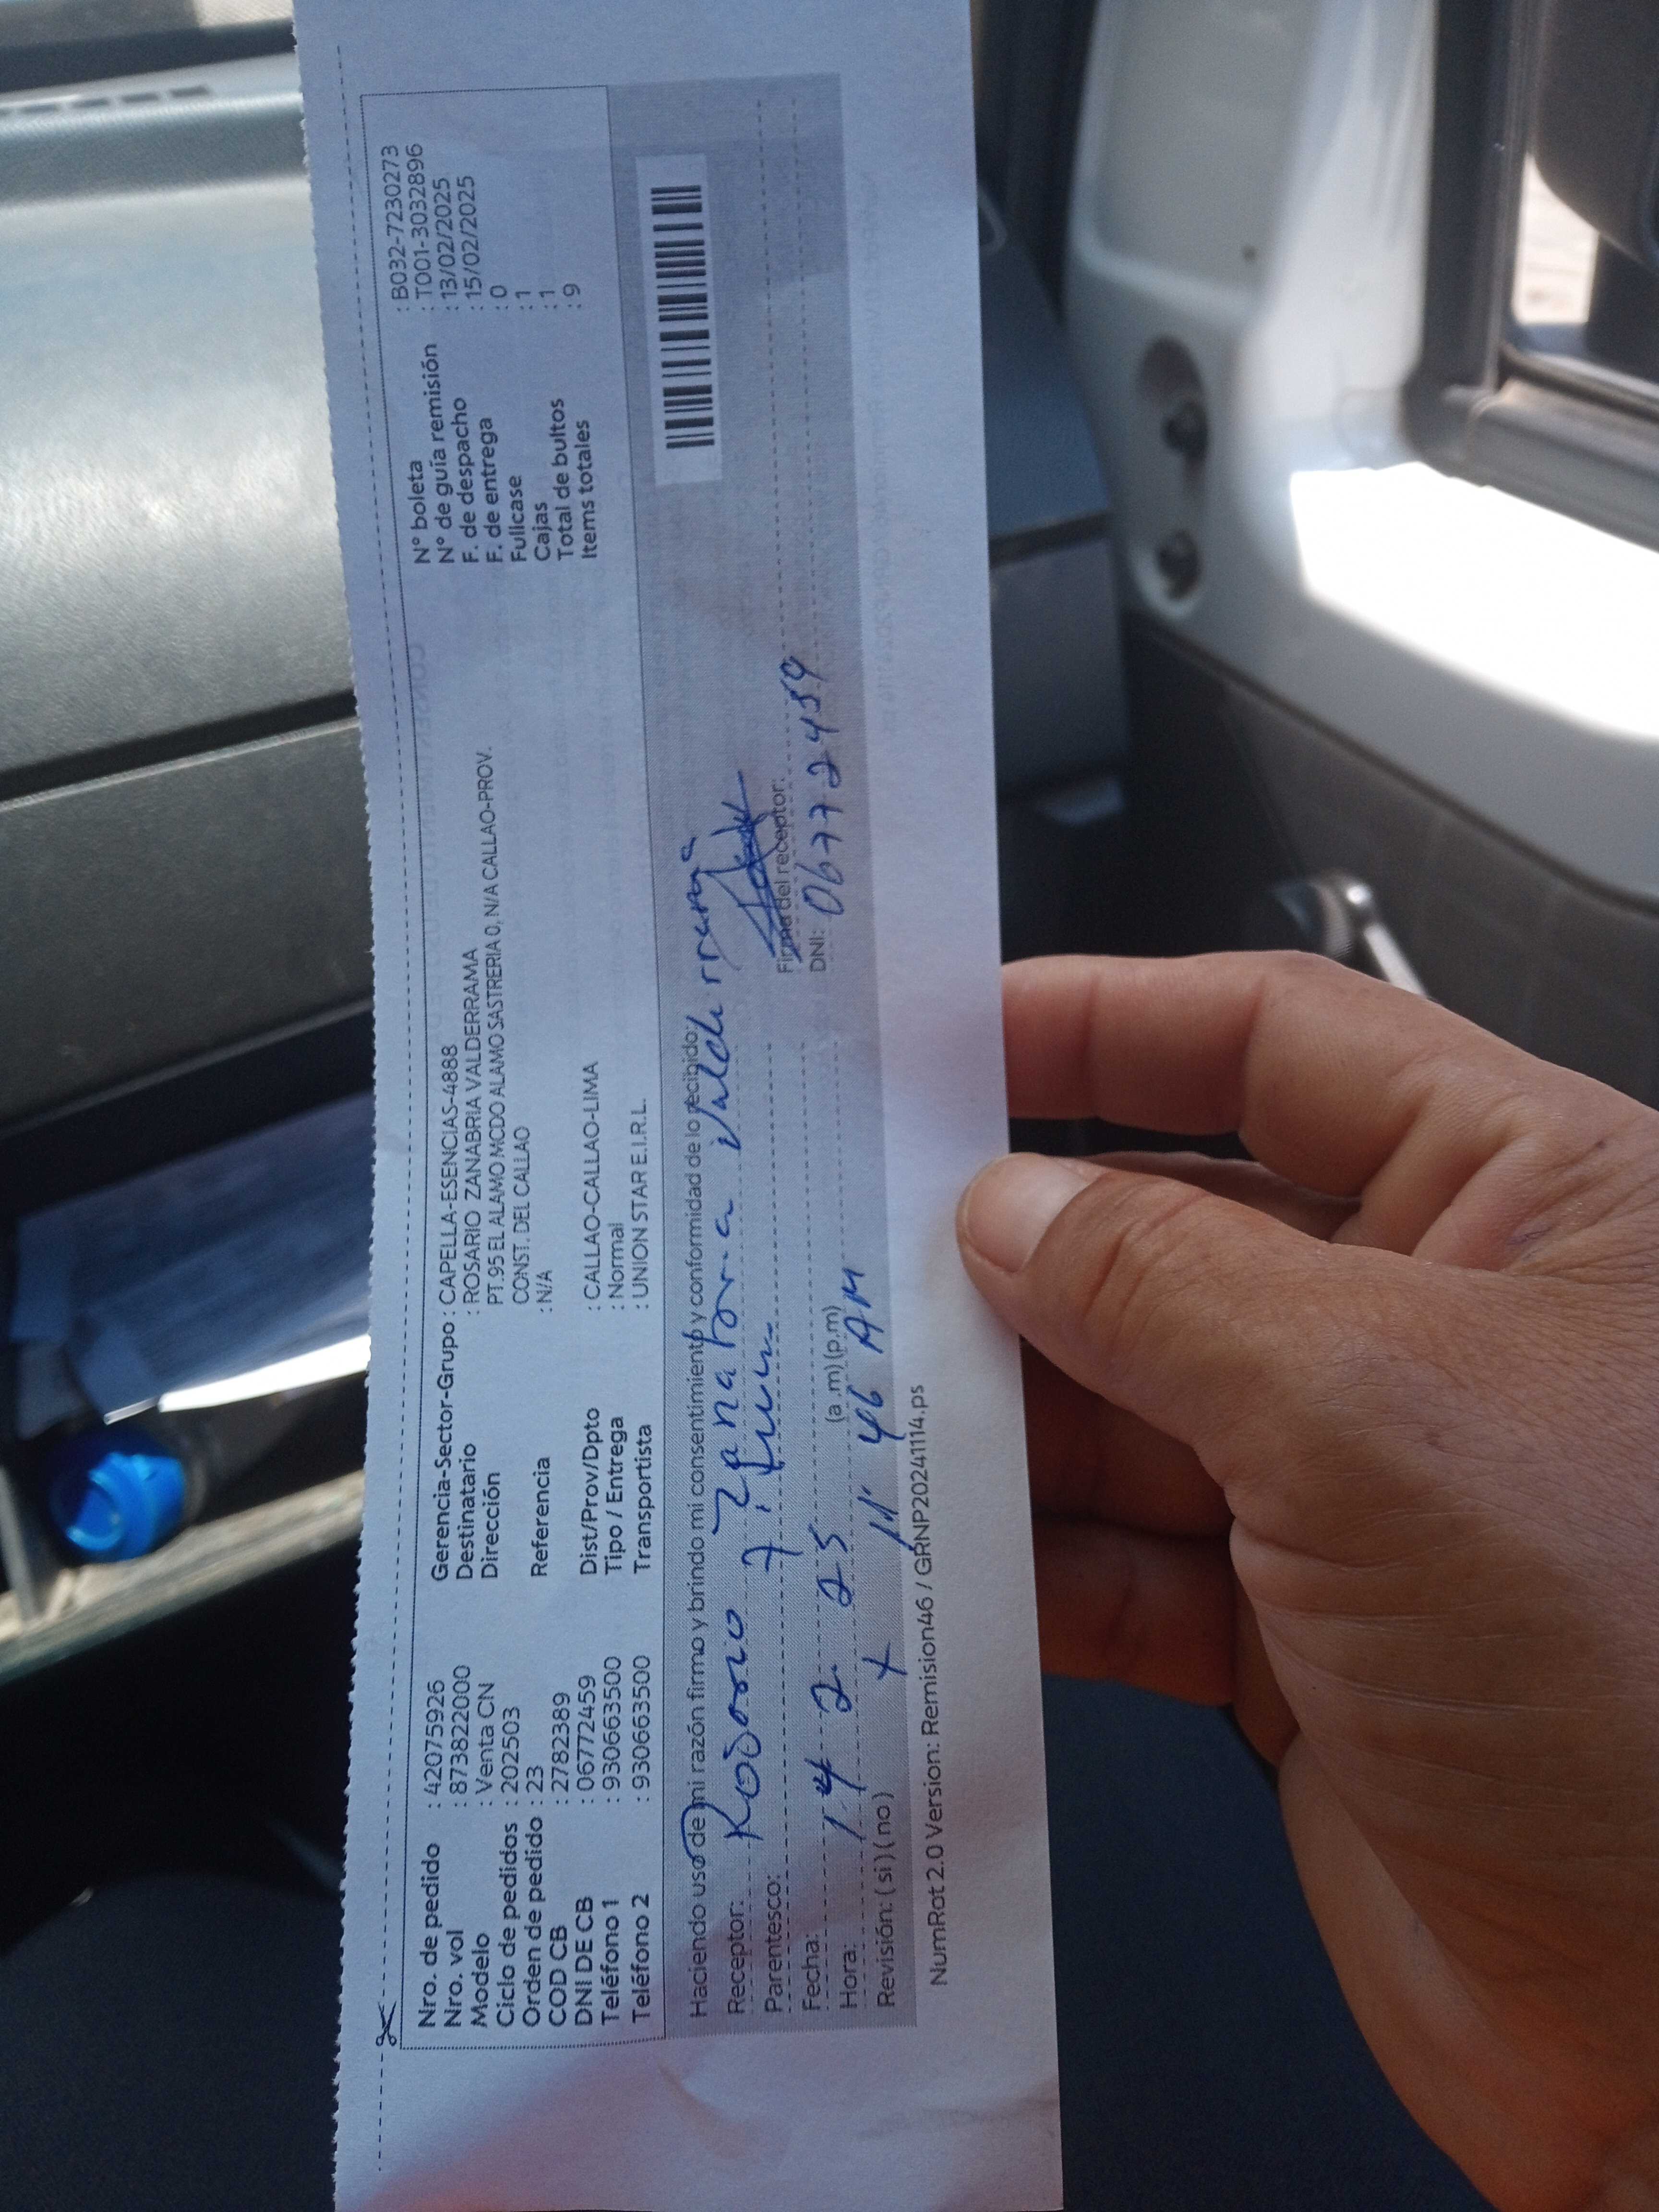 Nro. de pedido : 42075926
Nro. vol : 873822000
Modelo : Venta CN
Ciclo de pedidos : 202503
Orden de pedido : 23
COD CB : 2782389
DNI DE CB : 06772459
Teléfono 1 : 930663500
Teléfono 2 : 930663500
Gerencia-Sector-Grupo : CAPELLA-ESENCIAS-4888
Destinatario : ROSARIO ZANABRIA VALDERRAMA
Dirección PT.95 EL ALAMO MCDO ALAMO SASTRERIA 0, N/A CALLAO-PROV.
CONST. DEL CALLAO
Referencia : N/A
Dist/Prov/Dpto : CALLAO-CALLAO-LIMA
Tipo / Entrega : Normal
Transportista : UNION STAR E.I.R.L.
N° boleta : B032-7230273
N° de guía remisión : T001-3032896
F. de despacho : 13/02/2025
F. de entrega : 15/02/2025
Fullcase : 0
Cajas : 1
Total de bultos : 1
Items totales : 9
Haciendo uso de mi razón firmo y brindo mi consentimiento y conformidad de lo recibido:
Receptor: Rosario Zanabria Valderrama
Parentesco:
Firma del receptor:
Fecha: 14 2 25
DNI: 06772459
Hora: 11 46 AM (a .m) (p.m)
Revisión: ( si ) ( no ) x
NumRot 2.0 Version: Remision46 / GRNP20241114.ps